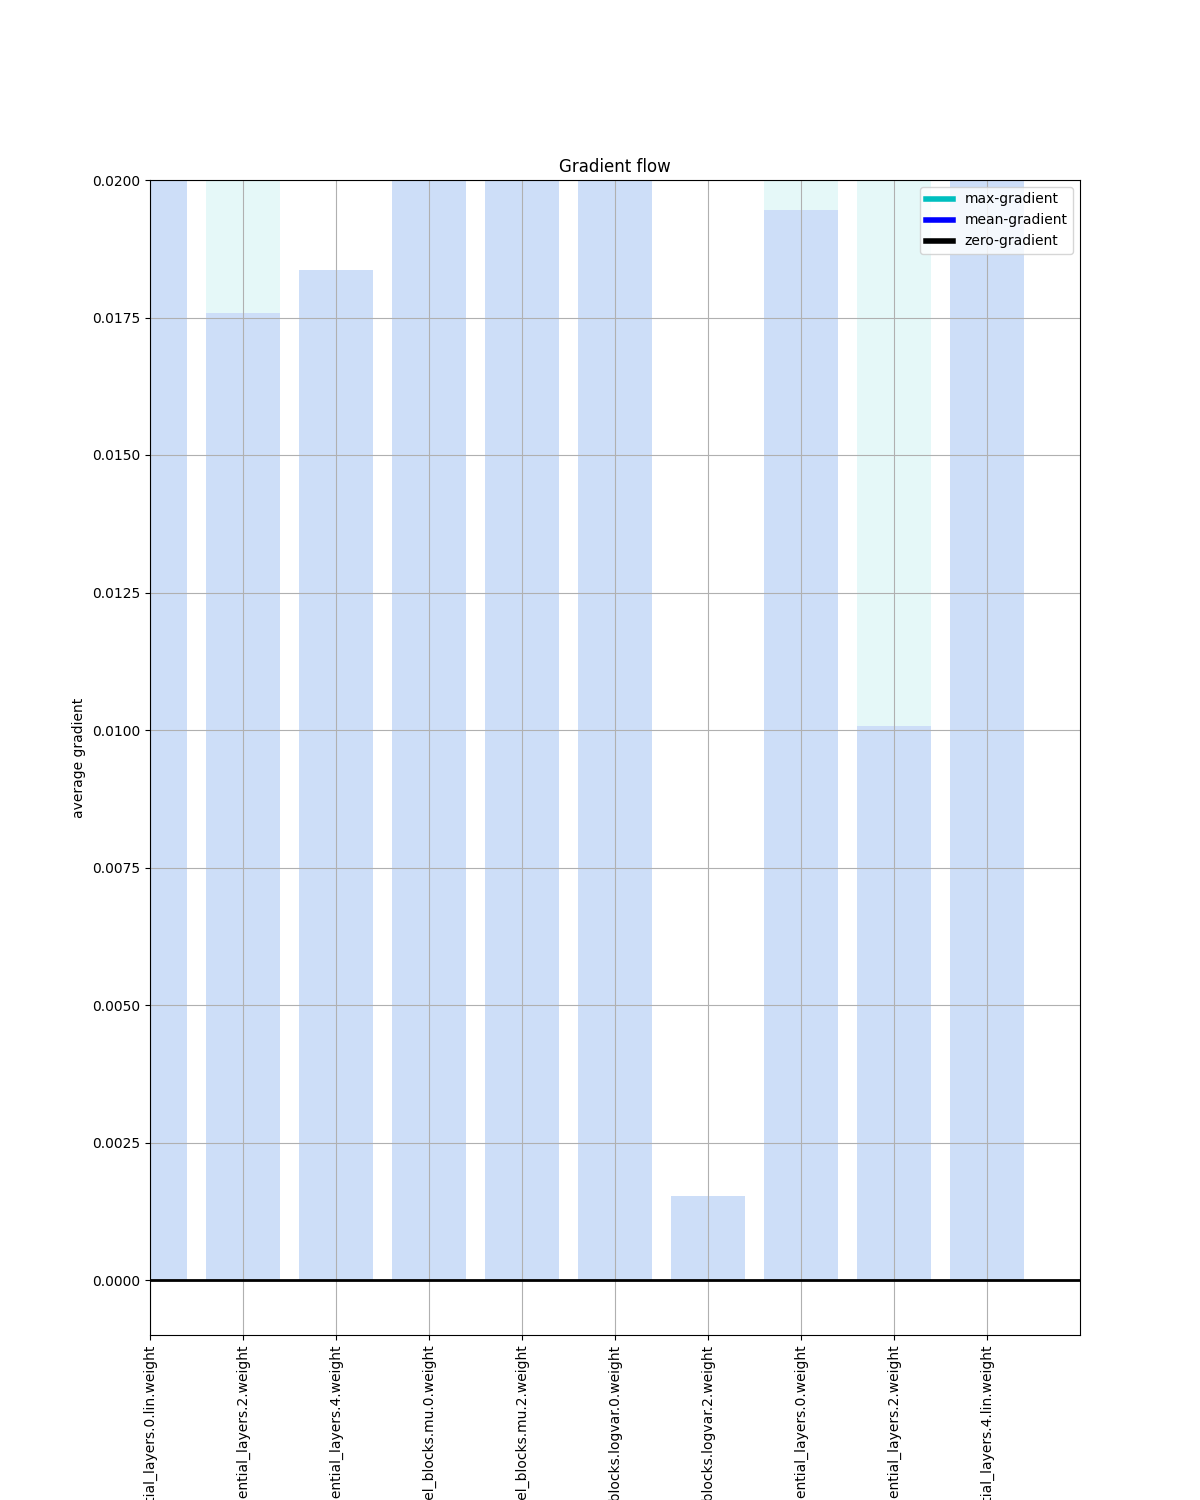 Gradient flow
max-gradient
mean-gradient
zero-gradient
0.0200
0.0175
0.0150
0.0125
0.0100
0.0075
0.0050
0.0025
0.0000
average gradient
tial_layers.0.lin.weight
ential_layers.2.weight
ential_layers.4.weight
el_blocks.mu.0.weight
el_blocks.mu.2.weight
blocks.logvar.0.weight
blocks.logvar.2.weight
ential_layers.0.weight
ential_layers.2.weight
tial_layers.4.lin.weight